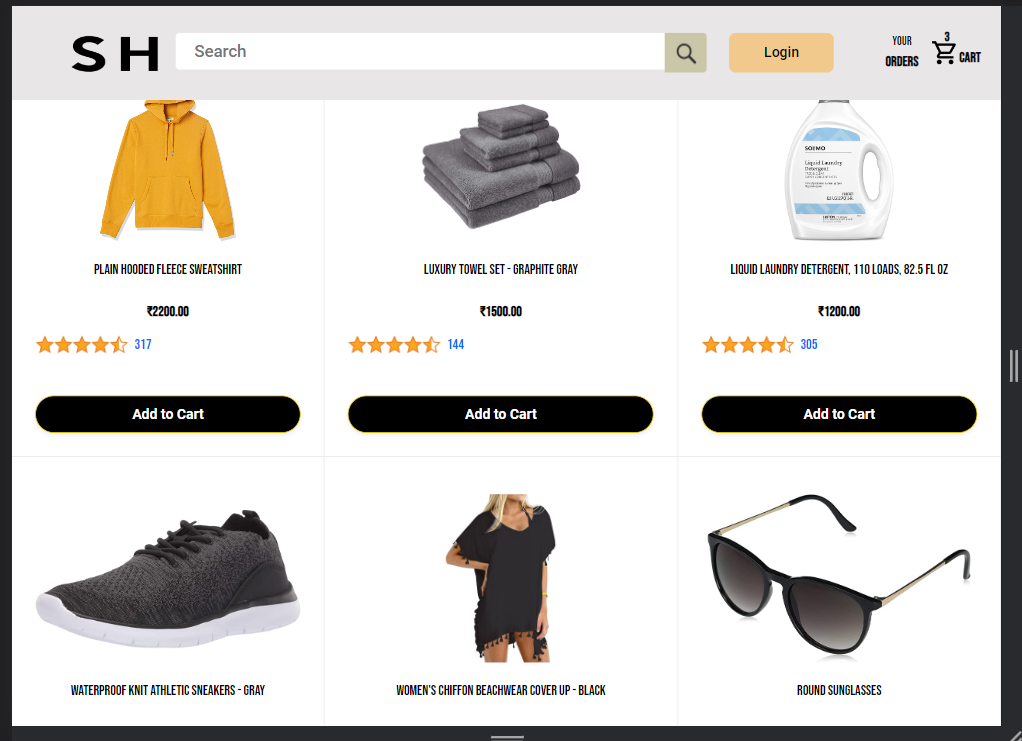 S H
Search
Login
YOUR
ORDERS
3
CART
SOLIMO
Liquid Laundry
Detergent
PLAIN HOODED FLEECE SWEATSHIRT
LUXURY TOWEL SET - GRAPHITE GRAY
LIQUID LAUNDRY DETERGENT, 110 LOADS, 82.5 FL OZ
₹2200.00
₹1500.00
₹1200.00
317
144
305
Add to Cart
Add to Cart
Add to Cart
WATERPROOF KNIT ATHLETIC SNEAKERS - GRAY
WOMEN'S CHIFFON BEACHWEAR COVER UP - BLACK
ROUND SUNGLASSES